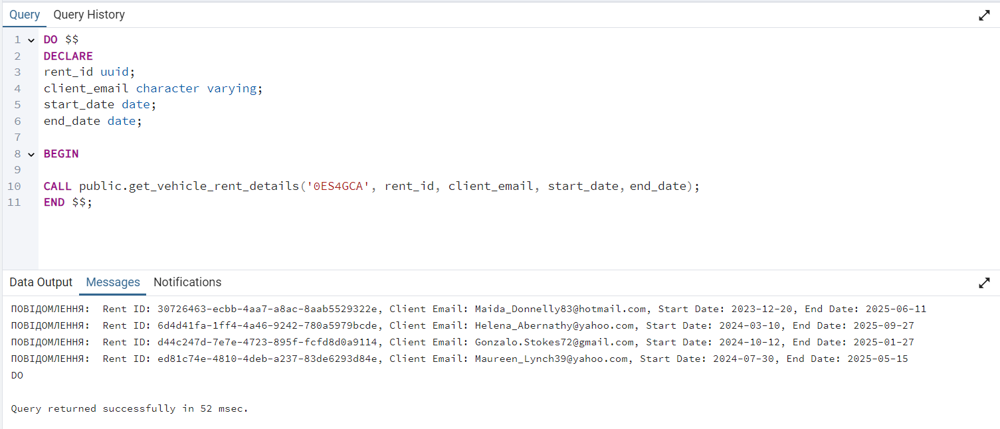 Query Query History
1 DO $$
2 DECLARE
3 rent_id uuid;
4 client_email character varying;
5 start_date date;
6 end_date date;
7
8 BEGIN
9
10 CALL public.get_vehicle_rent_details('0ES4GCA', rent_id, client_email, start_date, end_date);
11 END $$;
Data Output Messages Notifications
ПОВІДОМЛЕННЯ: Rent ID: 30726463-ecbb-4aa7-a8ac-8aab5529322e, Client Email: Maida_Donnelly83@hotmail.com, Start Date: 2023-12-20, End Date: 2025-06-11
ПОВІДОМЛЕННЯ: Rent ID: 6d4d41fa-1ff4-4a46-9242-780a5979bcde, Client Email: Helena_Abernathy@yahoo.com, Start Date: 2024-03-10, End Date: 2025-09-27
ПОВІДОМЛЕННЯ: Rent ID: d44c247d-7e7e-4723-895f-fcfd8d0a9114, Client Email: Gonzalo.Stokes72@gmail.com, Start Date: 2024-10-12, End Date: 2025-01-27
ПОВІДОМЛЕННЯ: Rent ID: ed81c74e-4810-4deb-a237-83de6293d84e, Client Email: Maureen_Lynch39@yahoo.com, Start Date: 2024-07-30, End Date: 2025-05-15
DO
Query returned successfully in 52 msec.